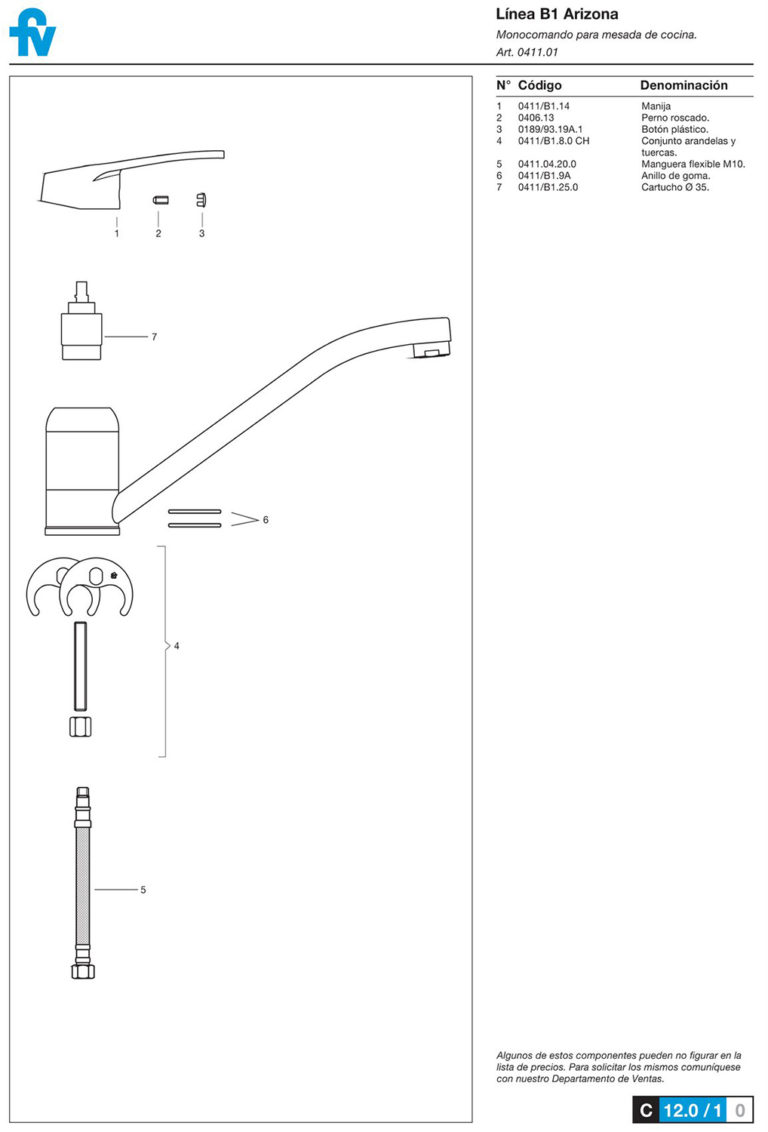 fv
Línea B1 Arizona
Monocomando para mesada de cocina.
Art. 0411.01
N° Código Denominación
1 0411/B1.14 Manija
2 0406.13 Perno roscado.
3 0189/93.19A.1 Botón plástico.
4 0411/B1.8.0 CH Conjunto arandelas y
tuercas.
5 0411.04.20.0 Manguera flexible M10.
6 0411/B1.9A Anillo de goma.
7 0411/B1.25.0 Cartucho Ø 35.
1 2 3
7
6
4
5
Algunos de estos componentes pueden no figurar en la
lista de precios. Para solicitar los mismos comuníquese
con nuestro Departamento de Ventas.
C 12.0 / 1 0